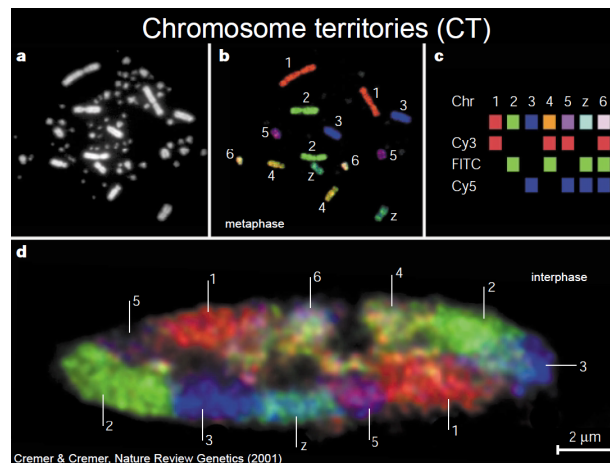 Chromosome territories (CT)
a
b
1
2
1
3
3
5
2
5
6
4
z
6
4
z
metaphase
c
Chr 1 2 3 4 5 z 6
Cy3
FITC
Cy5
d
interphase
5
1
6
4
2
3
2
3
z
5
1
2 µm
Cremer & Cremer, Nature Review Genetics (2001)